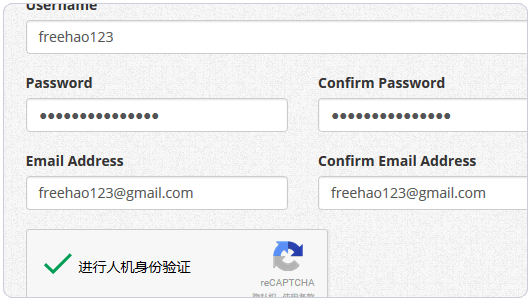 Username
freehao123
Password Confirm Password
●●●●●●●●●●●●●●● ●●●●●●●●●●●●●●●
Email Address Confirm Email Address
freehao123@gmail.com freehao123@gmail.com
进行人机身份验证
reCAPTCHA